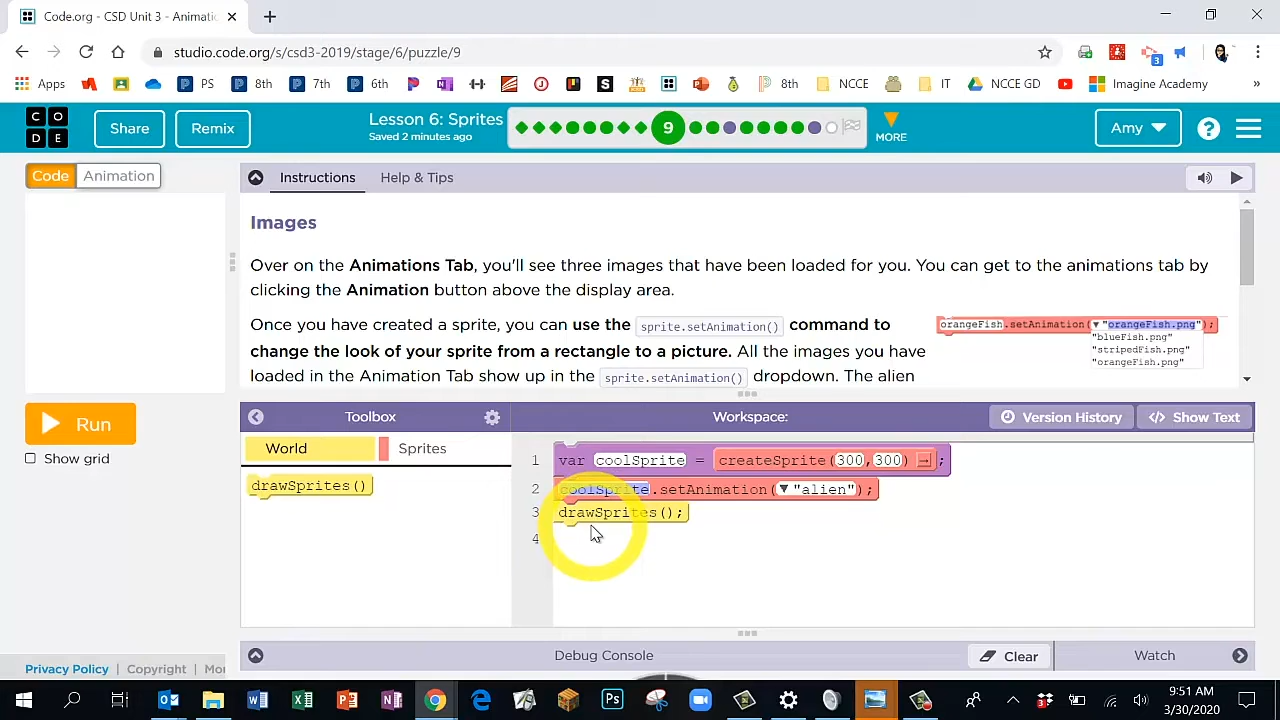 Code.org - CSD Unit 3 - Animatio
studio.code.org/s/csd3-2019/stage/6/puzzle/9
Apps
PS
8th
7th
6th
8th
NCCE
IT
NCCE GD
Imagine Academy
»
C O D E
Share
Remix
Lesson 6: Sprites
Saved 2 minutes ago
9
MORE
Amy
?
Code
Animation
Instructions
Help & Tips
Images
Over on the Animations Tab, you'll see three images that have been loaded for you. You can get to the animations tab by
clicking the Animation button above the display area.
Once you have created a sprite, you can use the sprite.setAnimation() command to
change the look of your sprite from a rectangle to a picture. All the images you have
loaded in the Animation Tab show up in the sprite.setAnimation() dropdown. The alien
orangeFish.setAnimation( "orangeFish.png");
"blueFish.png"
"stripedFish.png"
"orangeFish.png"
Run
Show grid
Toolbox
Workspace:
Version History
Show Text
World
Sprites
drawSprites()
1 var coolSprite = createSprite(300,300) ;
2 coolSprite.setAnimation( "alien");
3 drawSprites();
4
Debug Console
Clear
Watch
Privacy Policy | Copyright | Mor
9:51 AM
3/30/2020